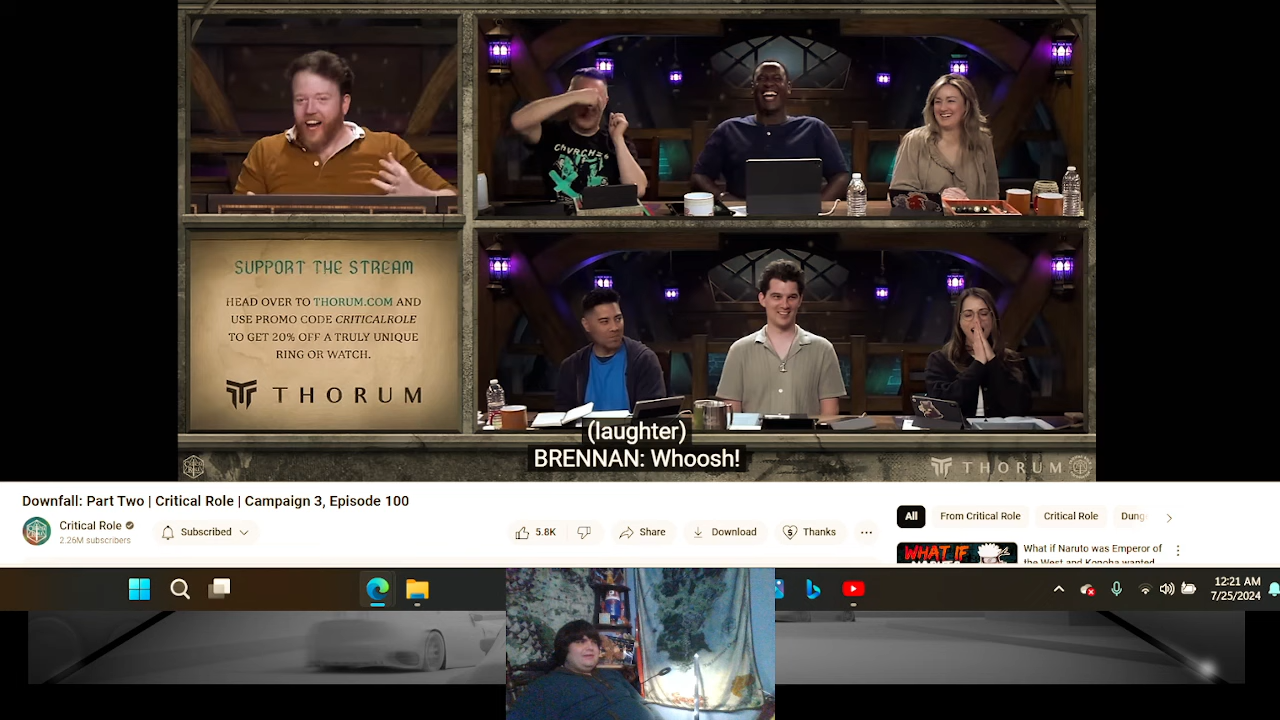 CHVRCHES
SUPPORT THE STREAM
HEAD OVER TO THORUM.COM AND
USE PROMO CODE CRITICALROLE
TO GET 20% OFF A TRULY UNIQUE
RING OR WATCH.
THORUM
(laughter)
BRENNAN: Whoosh!
THORUM
Downfall: Part Two | Critical Role | Campaign 3, Episode 100
Critical Role
2.26M subscribers
Subscribed
5.8K
Share
Download
Thanks
All
From Critical Role
Critical Role
Dung
WHAT IF
What if Naruto was Emperor of
the West and Konoha wanted
12:21 AM
7/25/2024